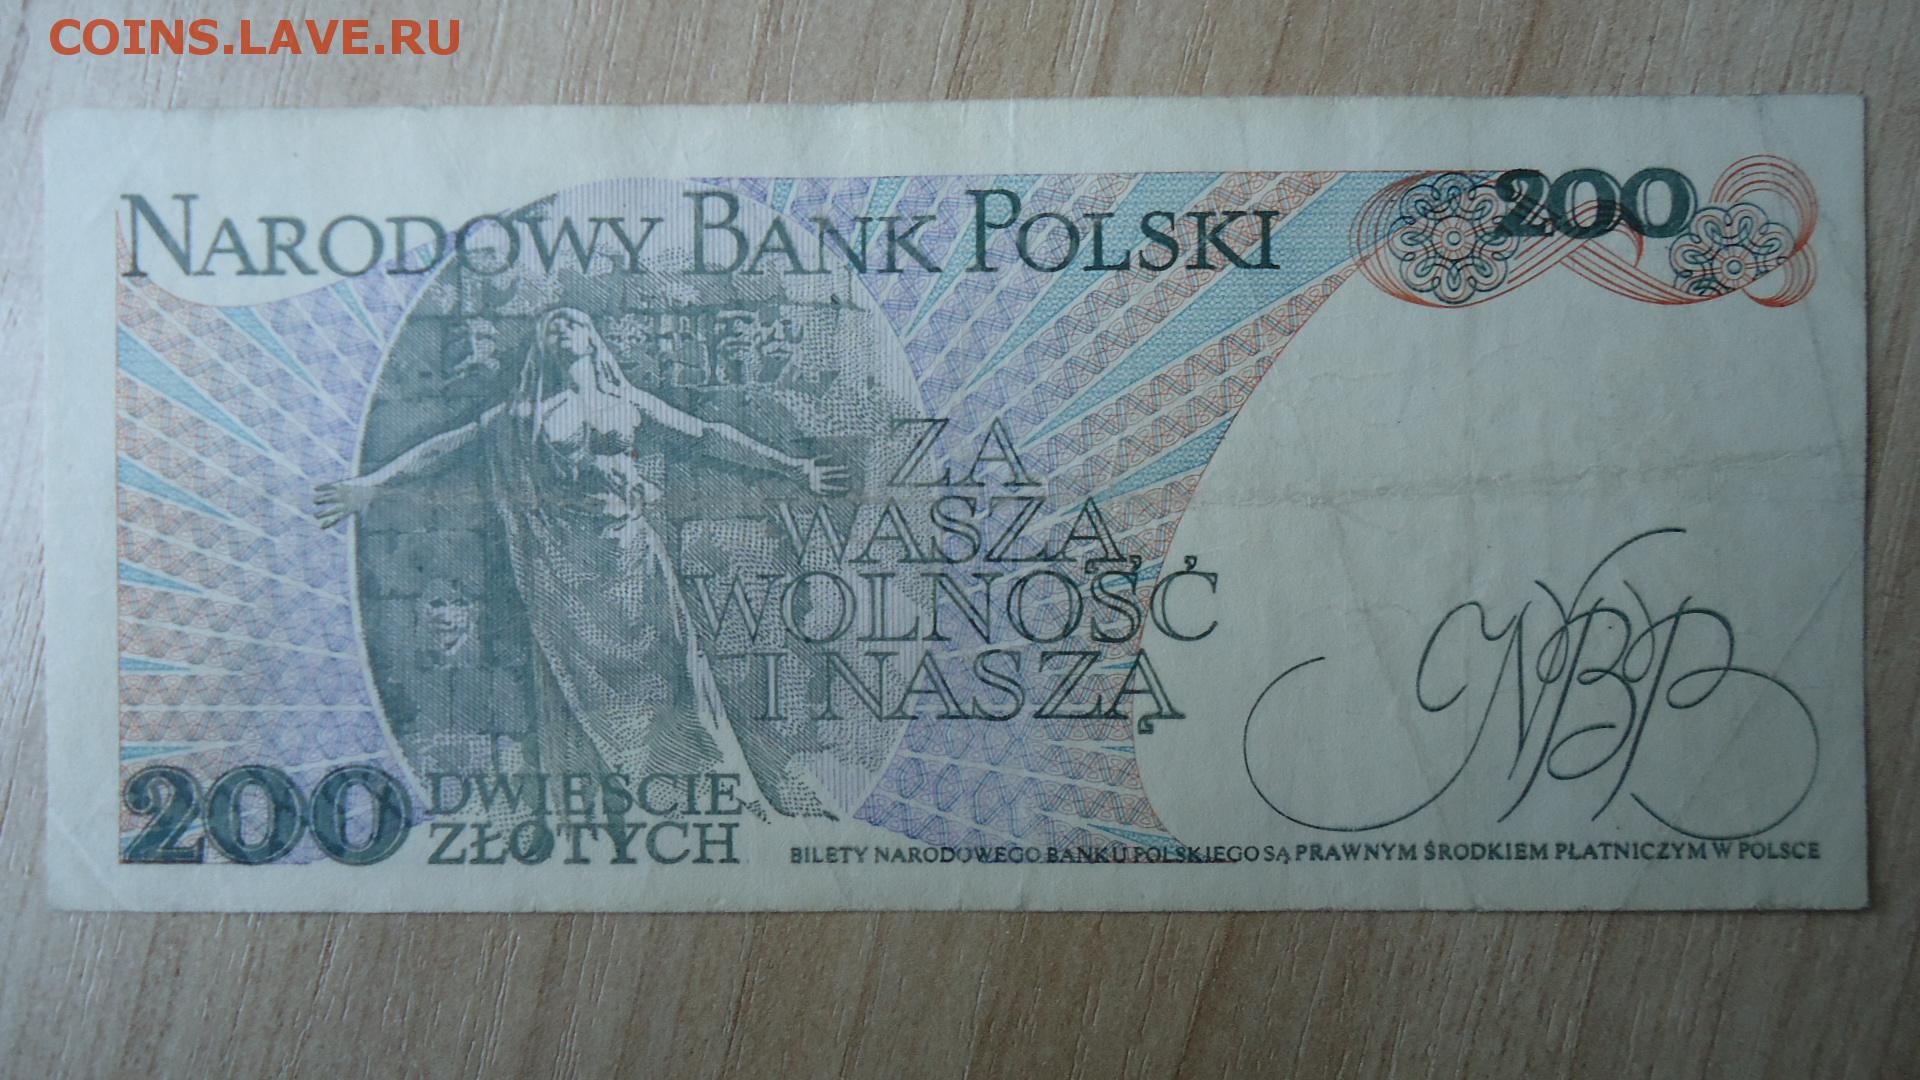 COINS.LAVE.RU
NARODOWY BANK POLSKI
200
ZA
WASZĄ
WOLNOŚĆ
I NASZĄ
NBP
200 DWIEŚCIE
ZŁOTYCH
BILETY NARODOWEGO BANKU POLSKIEGO SĄ PRAWNYM ŚRODKIEM PŁATNICZYM W POLSCE